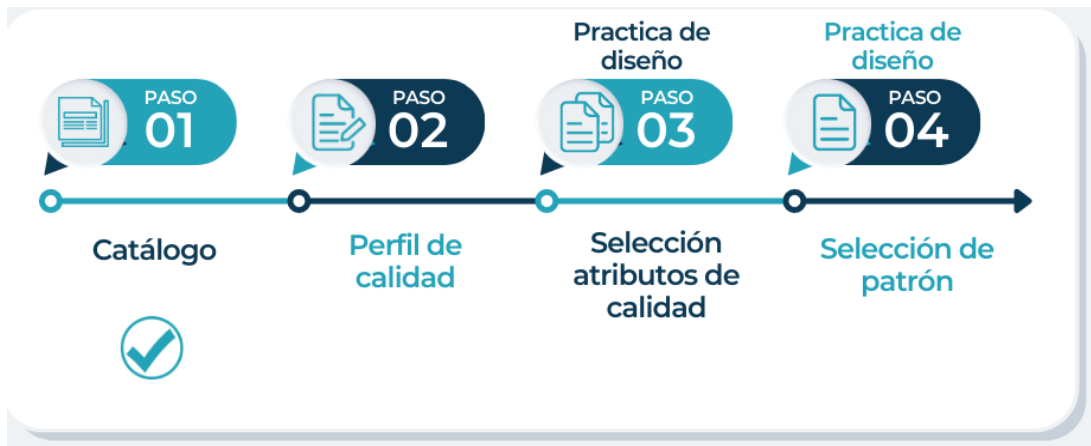 Practica de
diseño
Practica de
diseño
PASO
01
PASO
02
PASO
03
PASO
04
Catálogo
Perfil de
calidad
Selección
atributos de
calidad
Selección de
patrón